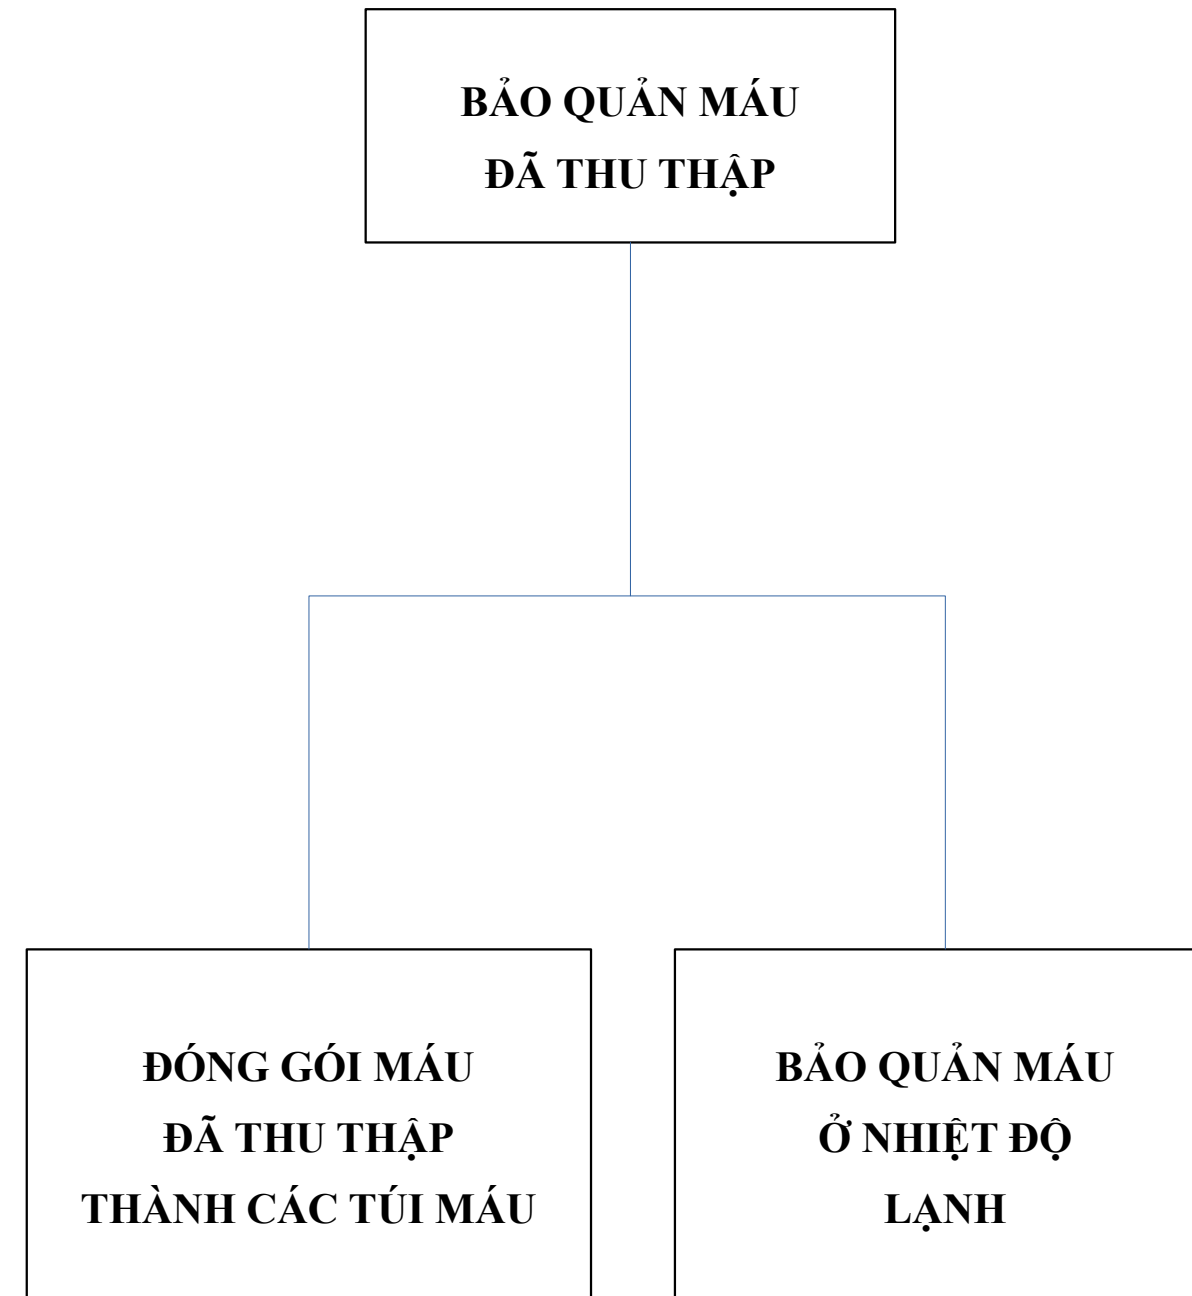 BẢO QUẢN MÁU
ĐÃ THU THẬP
ĐÓNG GÓI MÁU
ĐÃ THU THẬP
THÀNH CÁC TÚI MÁU
BẢO QUẢN MÁU
Ở NHIỆT ĐỘ
LẠNH